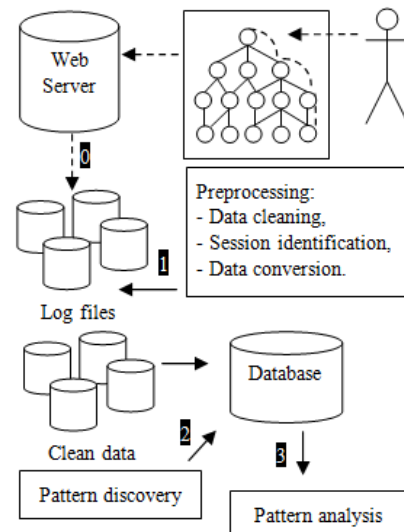 Web
Server
0
Preprocessing:
- Data cleaning,
- Session identification,
- Data conversion.
1
Log files
Database
Clean data
2
3
Pattern discovery
Pattern analysis